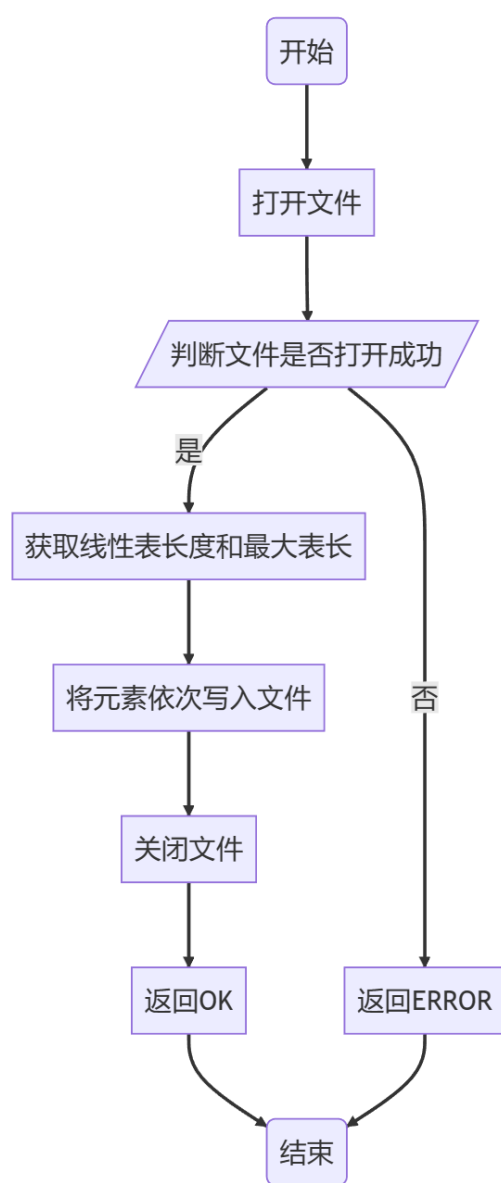 开始
打开文件
判断文件是否打开成功
是
获取线性表长度和最大表长
将元素依次写入文件
否
关闭文件
返回OK
返回ERROR
结束